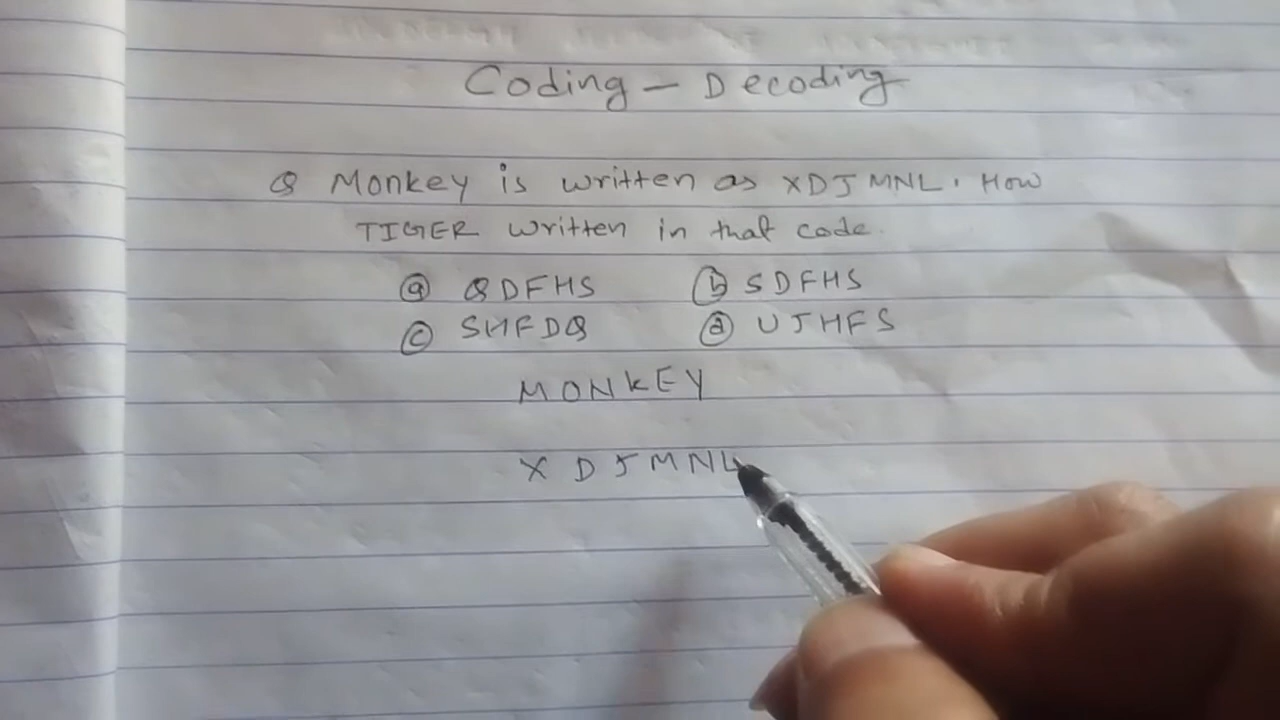 Coding - Decoding
Q Monkey is written as XDJMNL. How
TIGER written in that code.
(a) QDFHS (b) SDFHS
(c) SHFDQ (d) UJHFS
MONKEY
XDJMNL